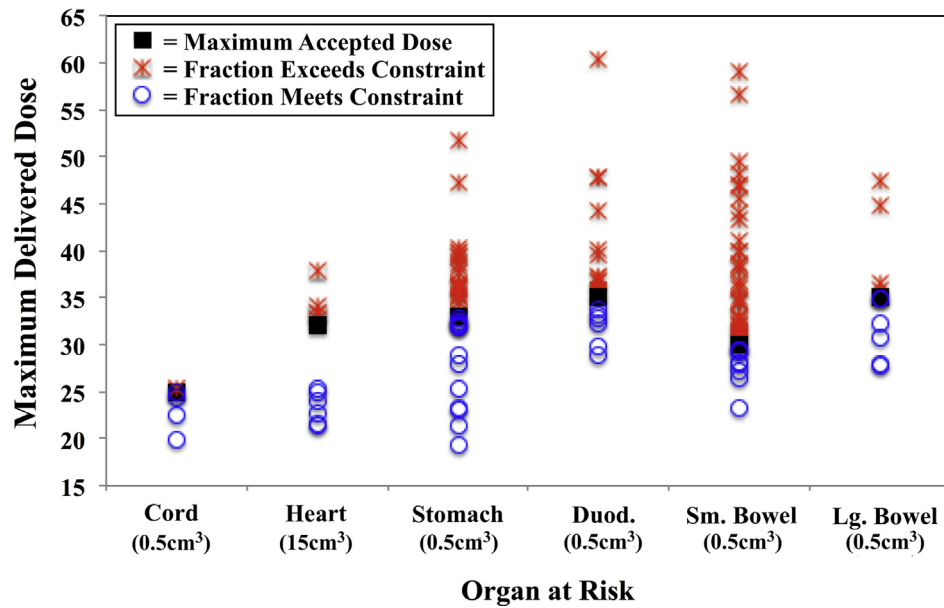 65
60
55
50
45
40
35
30
25
20
15
Maximum Delivered Dose
= Maximum Accepted Dose
= Fraction Exceeds Constraint
= Fraction Meets Constraint
Cord Heart Stomach Duod. Sm. Bowel Lg. Bowel
(0.5cm³) (15cm³) (0.5cm³) (0.5cm³) (0.5cm³) (0.5cm³)
Organ at Risk